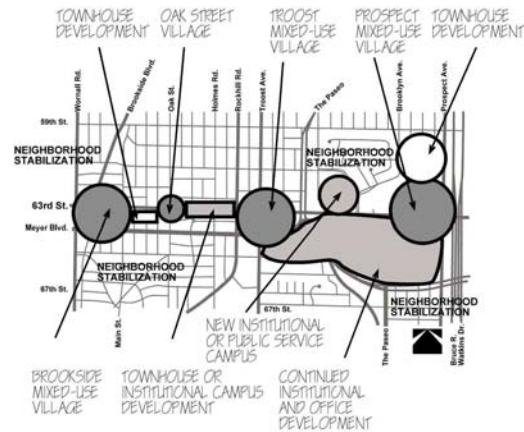 TOWNHOUSE
DEVELOPMENT
OAK STREET
VILLAGE
TROOST
MIXED-USE
VILLAGE
PROSPECT
MIXED-USE
VILLAGE
TOWNHOUSE
DEVELOPMENT
Wornall Rd.
Brookside Blvd.
Oak St.
Holmes Rd.
Rockhill Rd.
Troost Ave.
The Paseo
Brooklyn Ave.
Prospect Ave.
59th St.
NEIGHBORHOOD
STABILIZATION
NEIGHBORHOOD
STABILIZATION
63rd St.
Meyer Blvd.
NEIGHBORHOOD
STABILIZATION
67th St.
67th St.
NEIGHBORHOOD
STABILIZATION
Main St.
The Paseo
Bruce R.
Watkins Dr.
NEW INSTITUTIONAL
OR PUBLIC SERVICE
CAMPUS
BROOKSIDE
MIXED-USE
VILLAGE
TOWNHOUSE OR
INSTITUTIONAL CAMPUS
DEVELOPMENT
CONTINUED
INSTITUTIONAL
AND OFFICE
DEVELOPMENT